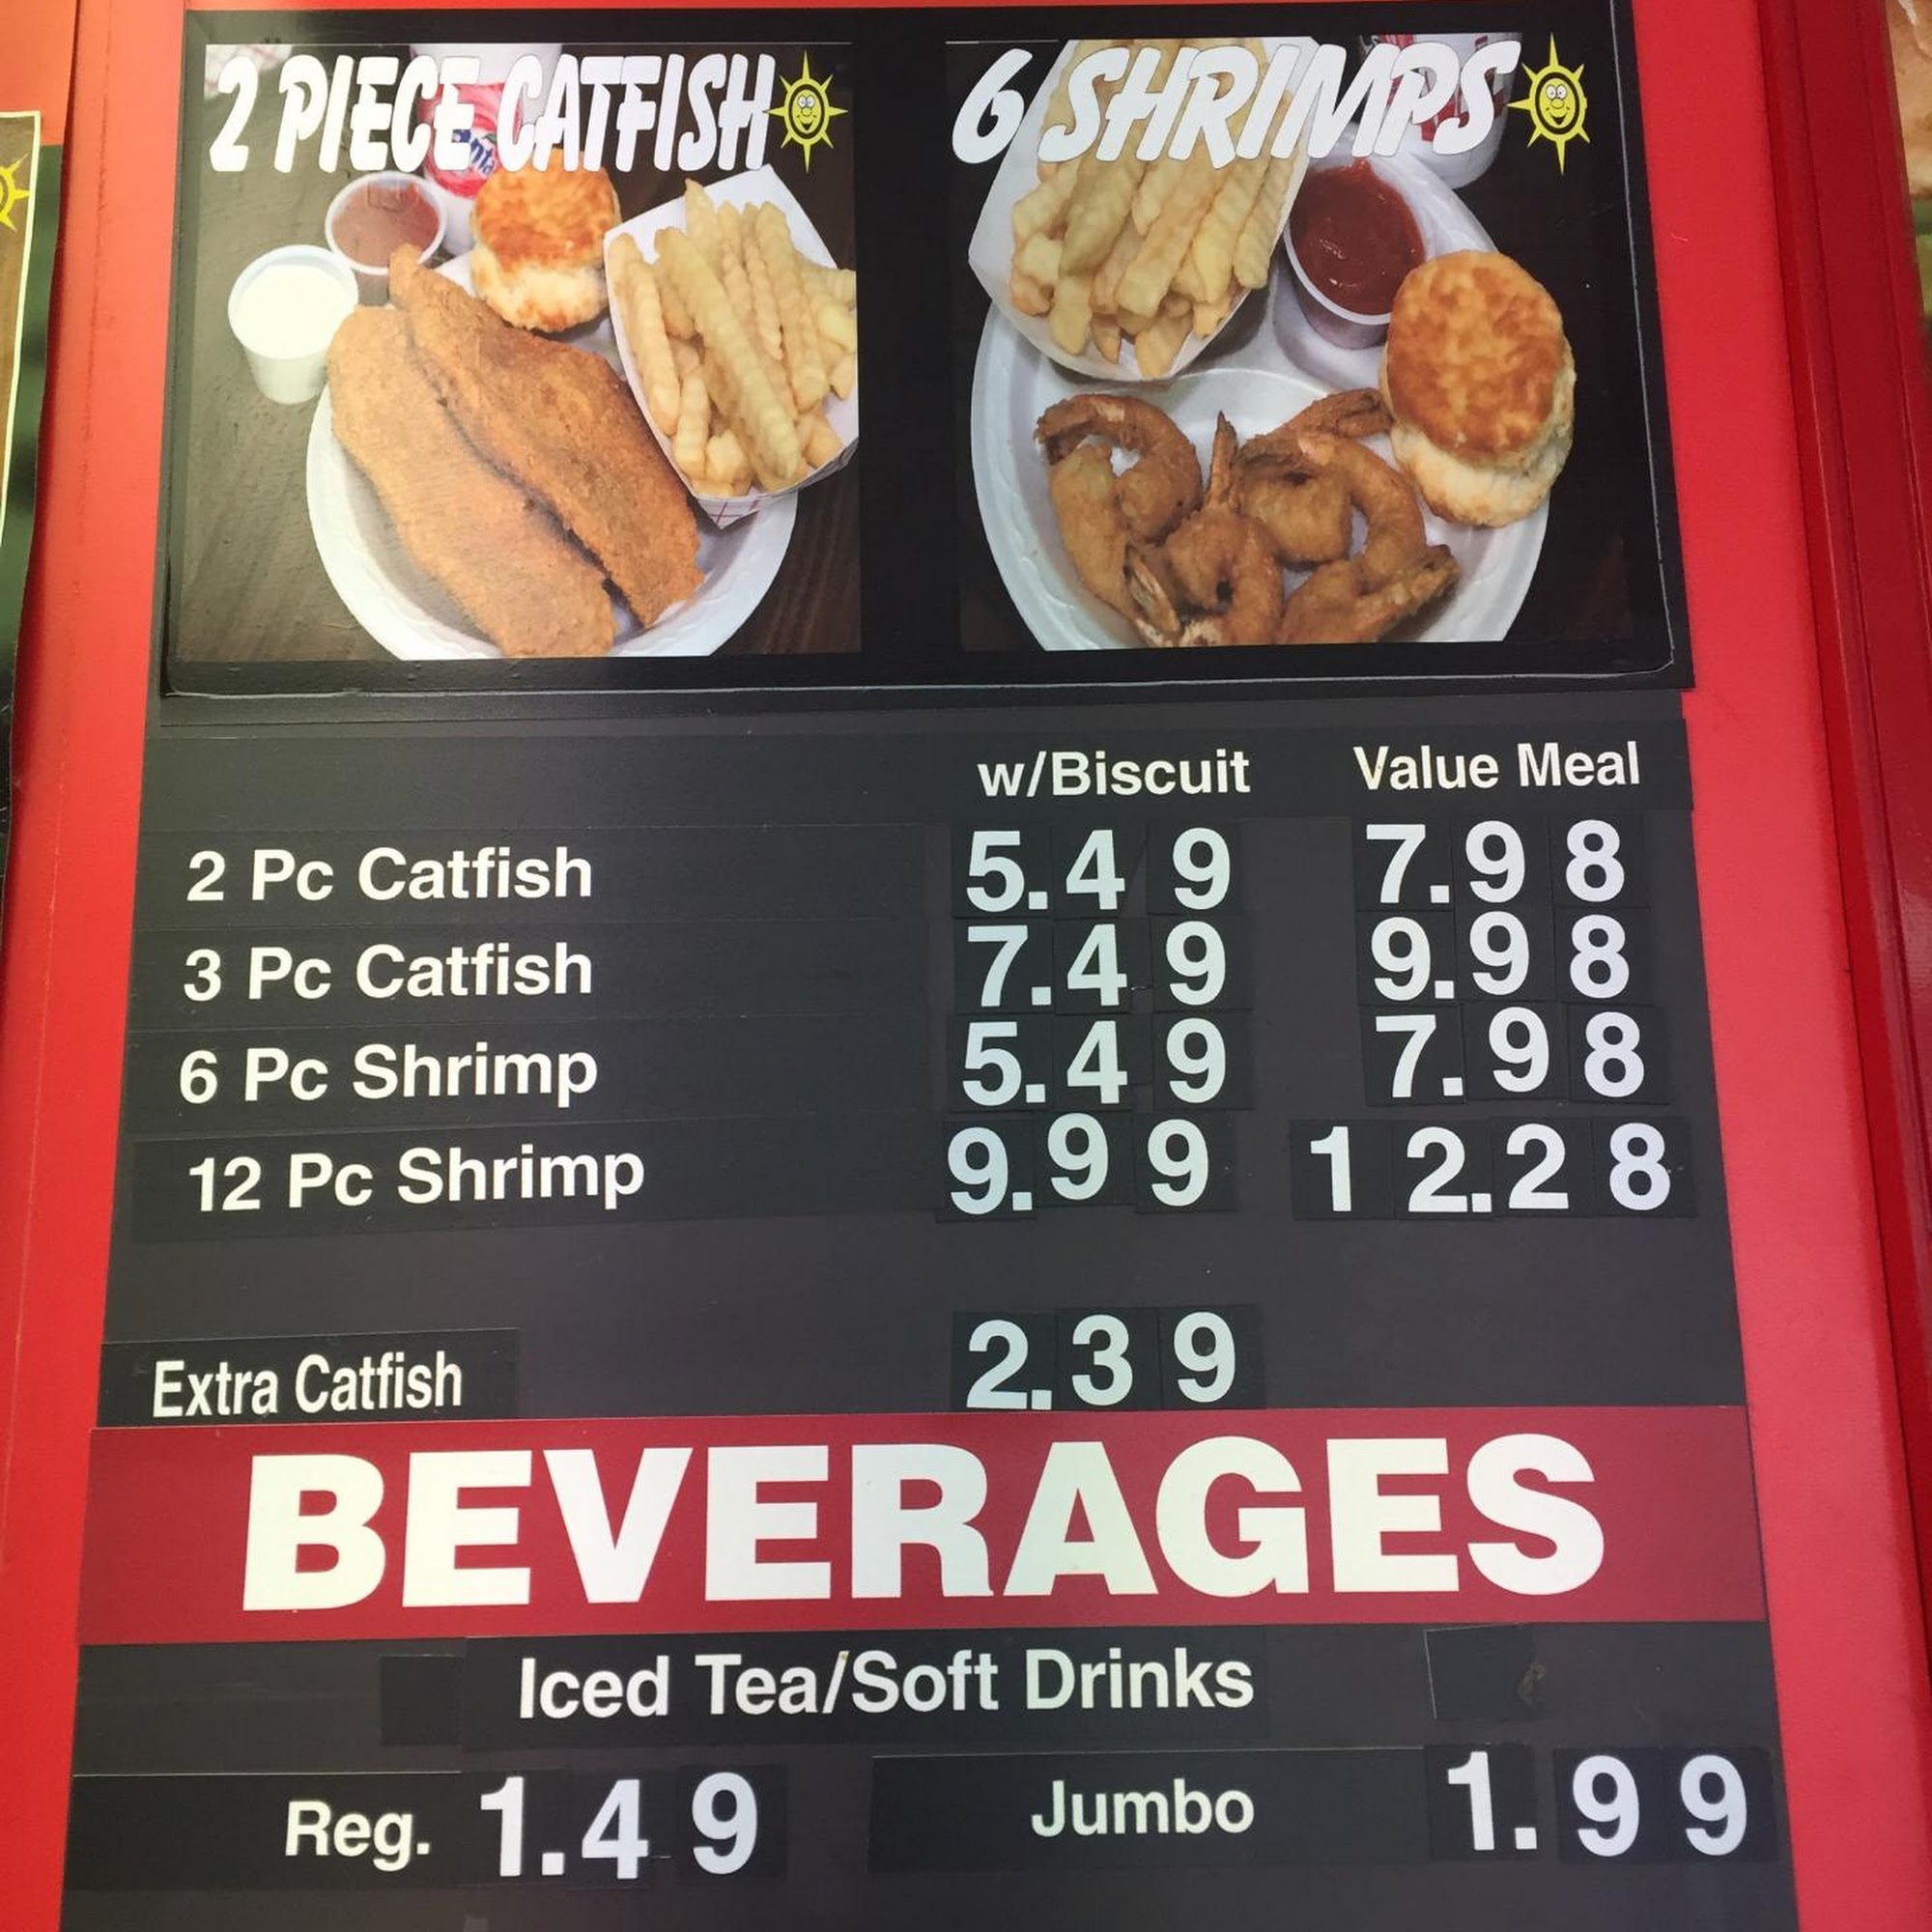 2 PIECE CATFISH
6 SHRIMPS
w/Biscuit Value Meal
2 Pc Catfish 5.49 7.98
3 Pc Catfish 7.49 9.98
6 Pc Shrimp 5.49 7.98
12 Pc Shrimp 9.99 12.28
Extra Catfish 2.39
BEVERAGES
Iced Tea/Soft Drinks
Reg. 1.49 Jumbo 1.99